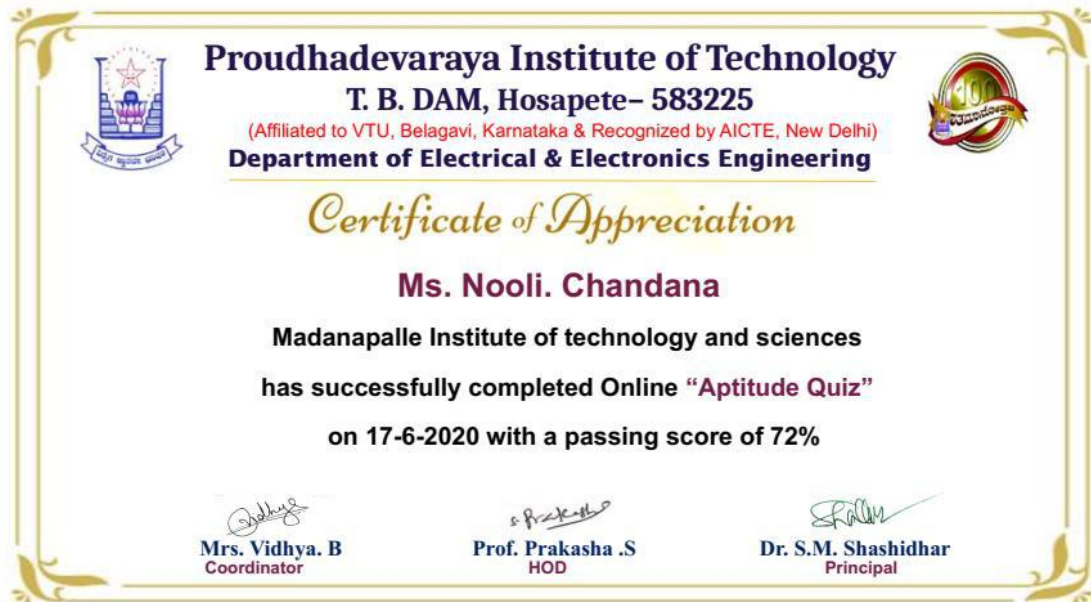 Proudhadevaraya Institute of Technology
T. B. DAM, Hosapete– 583225
(Affiliated to VTU, Belagavi, Karnataka & Recognized by AICTE, New Delhi)
Department of Electrical & Electronics Engineering
Certificate of Appreciation
Ms. Nooli. Chandana
Madanapalle Institute of technology and sciences
has successfully completed Online “Aptitude Quiz”
on 17-6-2020 with a passing score of 72%
Mrs. Vidhya. B
Coordinator
Prof. Prakasha .S
HOD
Dr. S.M. Shashidhar
Principal
100